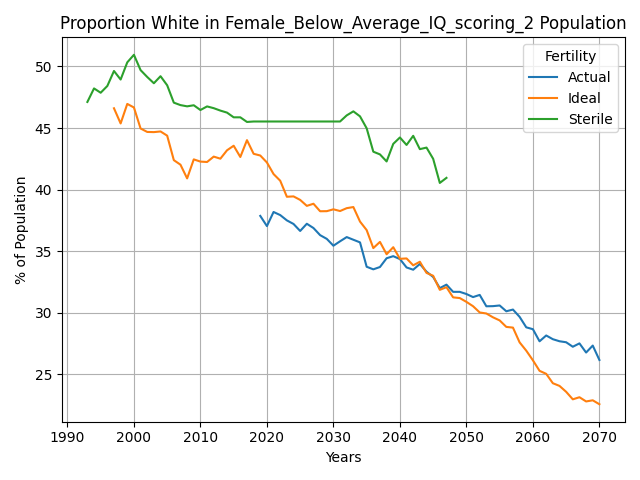 Proportion White in Female_Below_Average_IQ_scoring_2 Population
Fertility
Actual
Ideal
Sterile
% of Population
50
45
40
35
30
25
1990 2000 2010 2020 2030 2040 2050 2060 2070
Years